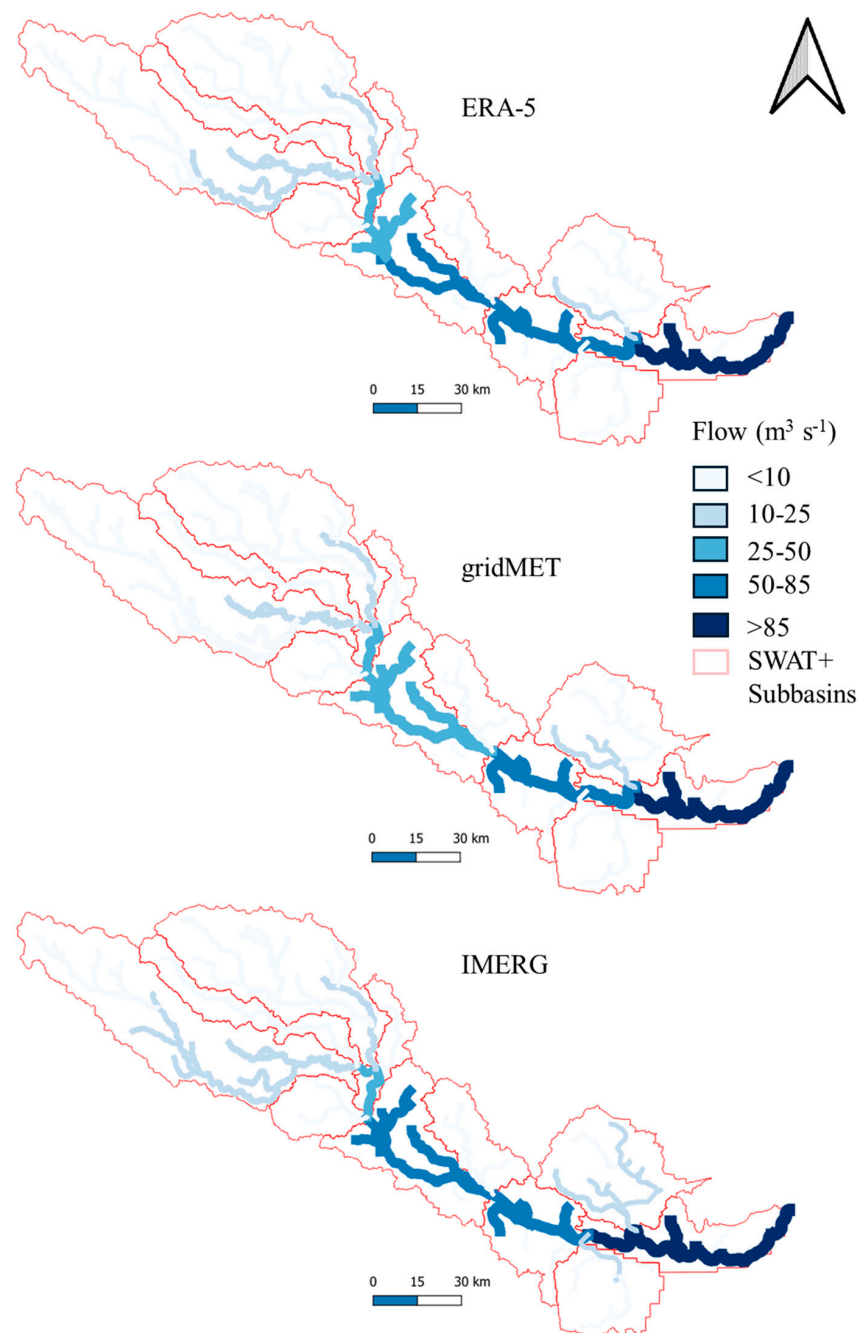 ERA-5
0 15 30 km
Flow (m³ s⁻¹)
<10
10-25
25-50
50-85
>85
SWAT+
Subbasins
gridMET
0 15 30 km
IMERG
0 15 30 km